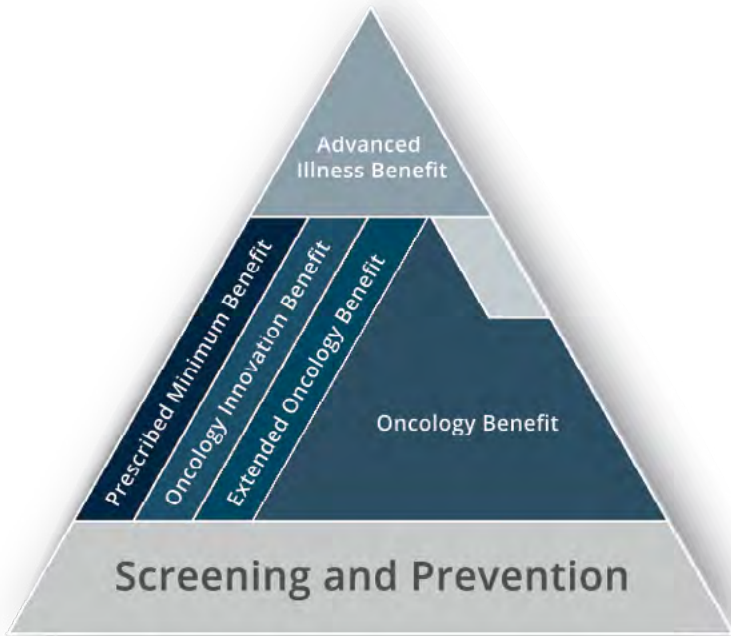 Advanced
Illness Benefit
Prescribed Minimum Benefit
Oncology Innovation Benefit
Extended Oncology Benefit
Oncology Benefit
Screening and Prevention